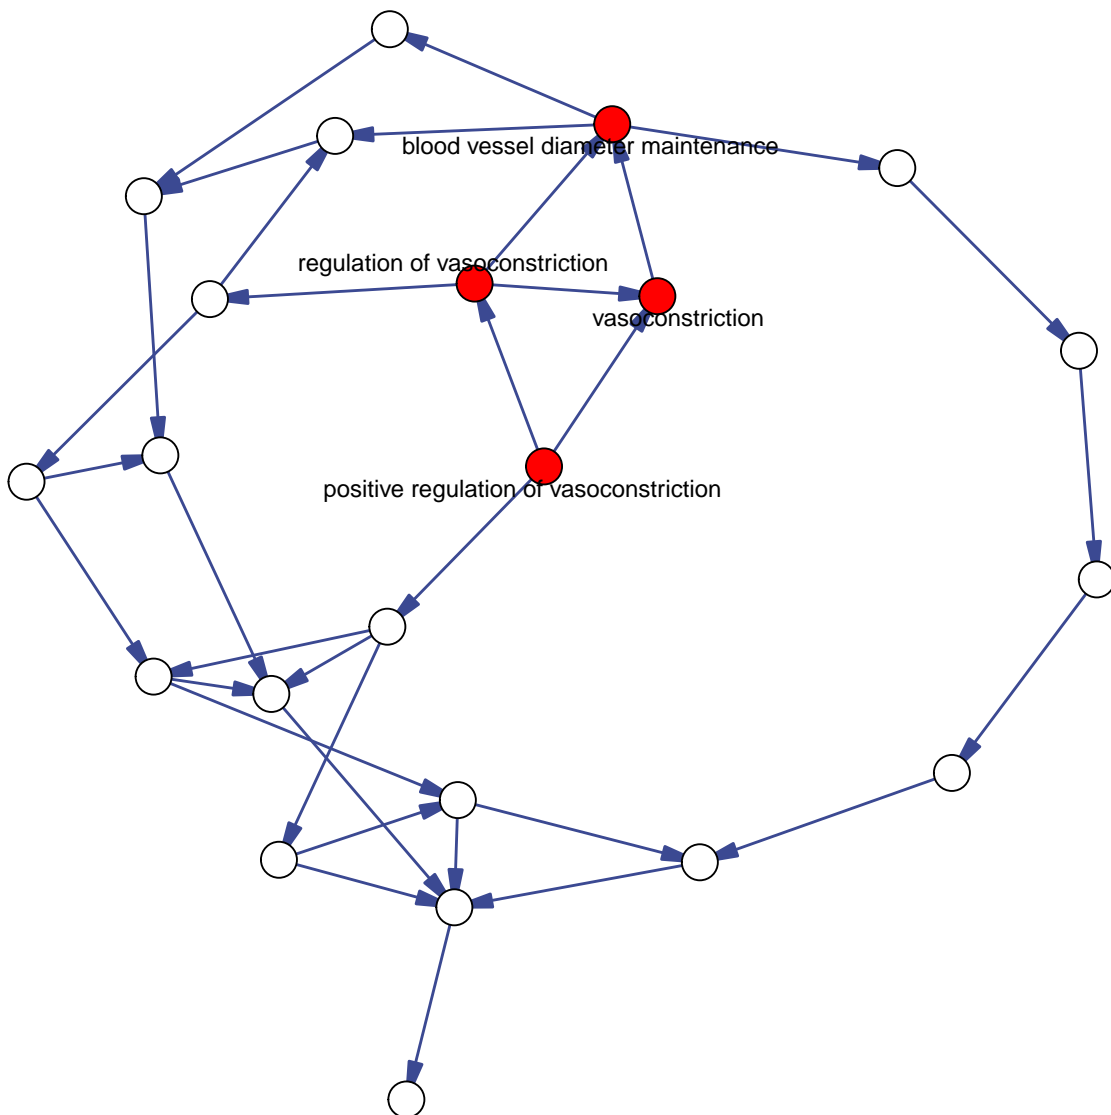 blood vessel diameter maintenance
regulation of vasoconstriction
vasoconstriction
positive regulation of vasoconstriction